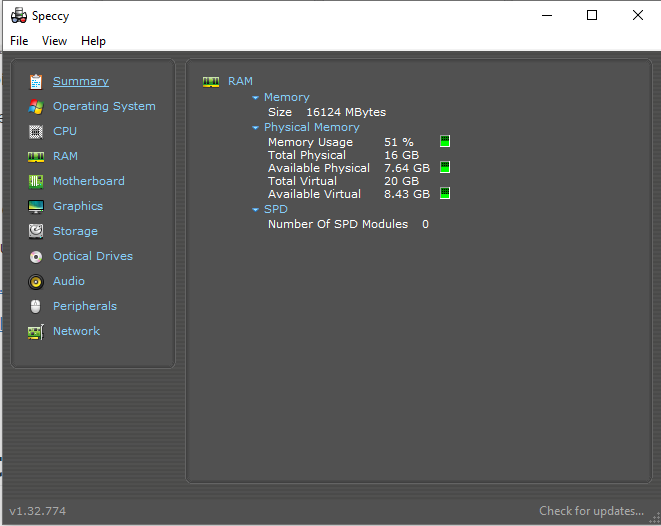 Speccy
File View Help
Summary
Operating System
CPU
RAM
Motherboard
Graphics
Storage
Optical Drives
Audio
Peripherals
Network
RAM
Memory
Size 16124 MBytes
Physical Memory
Memory Usage 51 %
Total Physical 16 GB
Available Physical 7.64 GB
Total Virtual 20 GB
Available Virtual 8.43 GB
SPD
Number Of SPD Modules 0
v1.32.774
Check for updates...